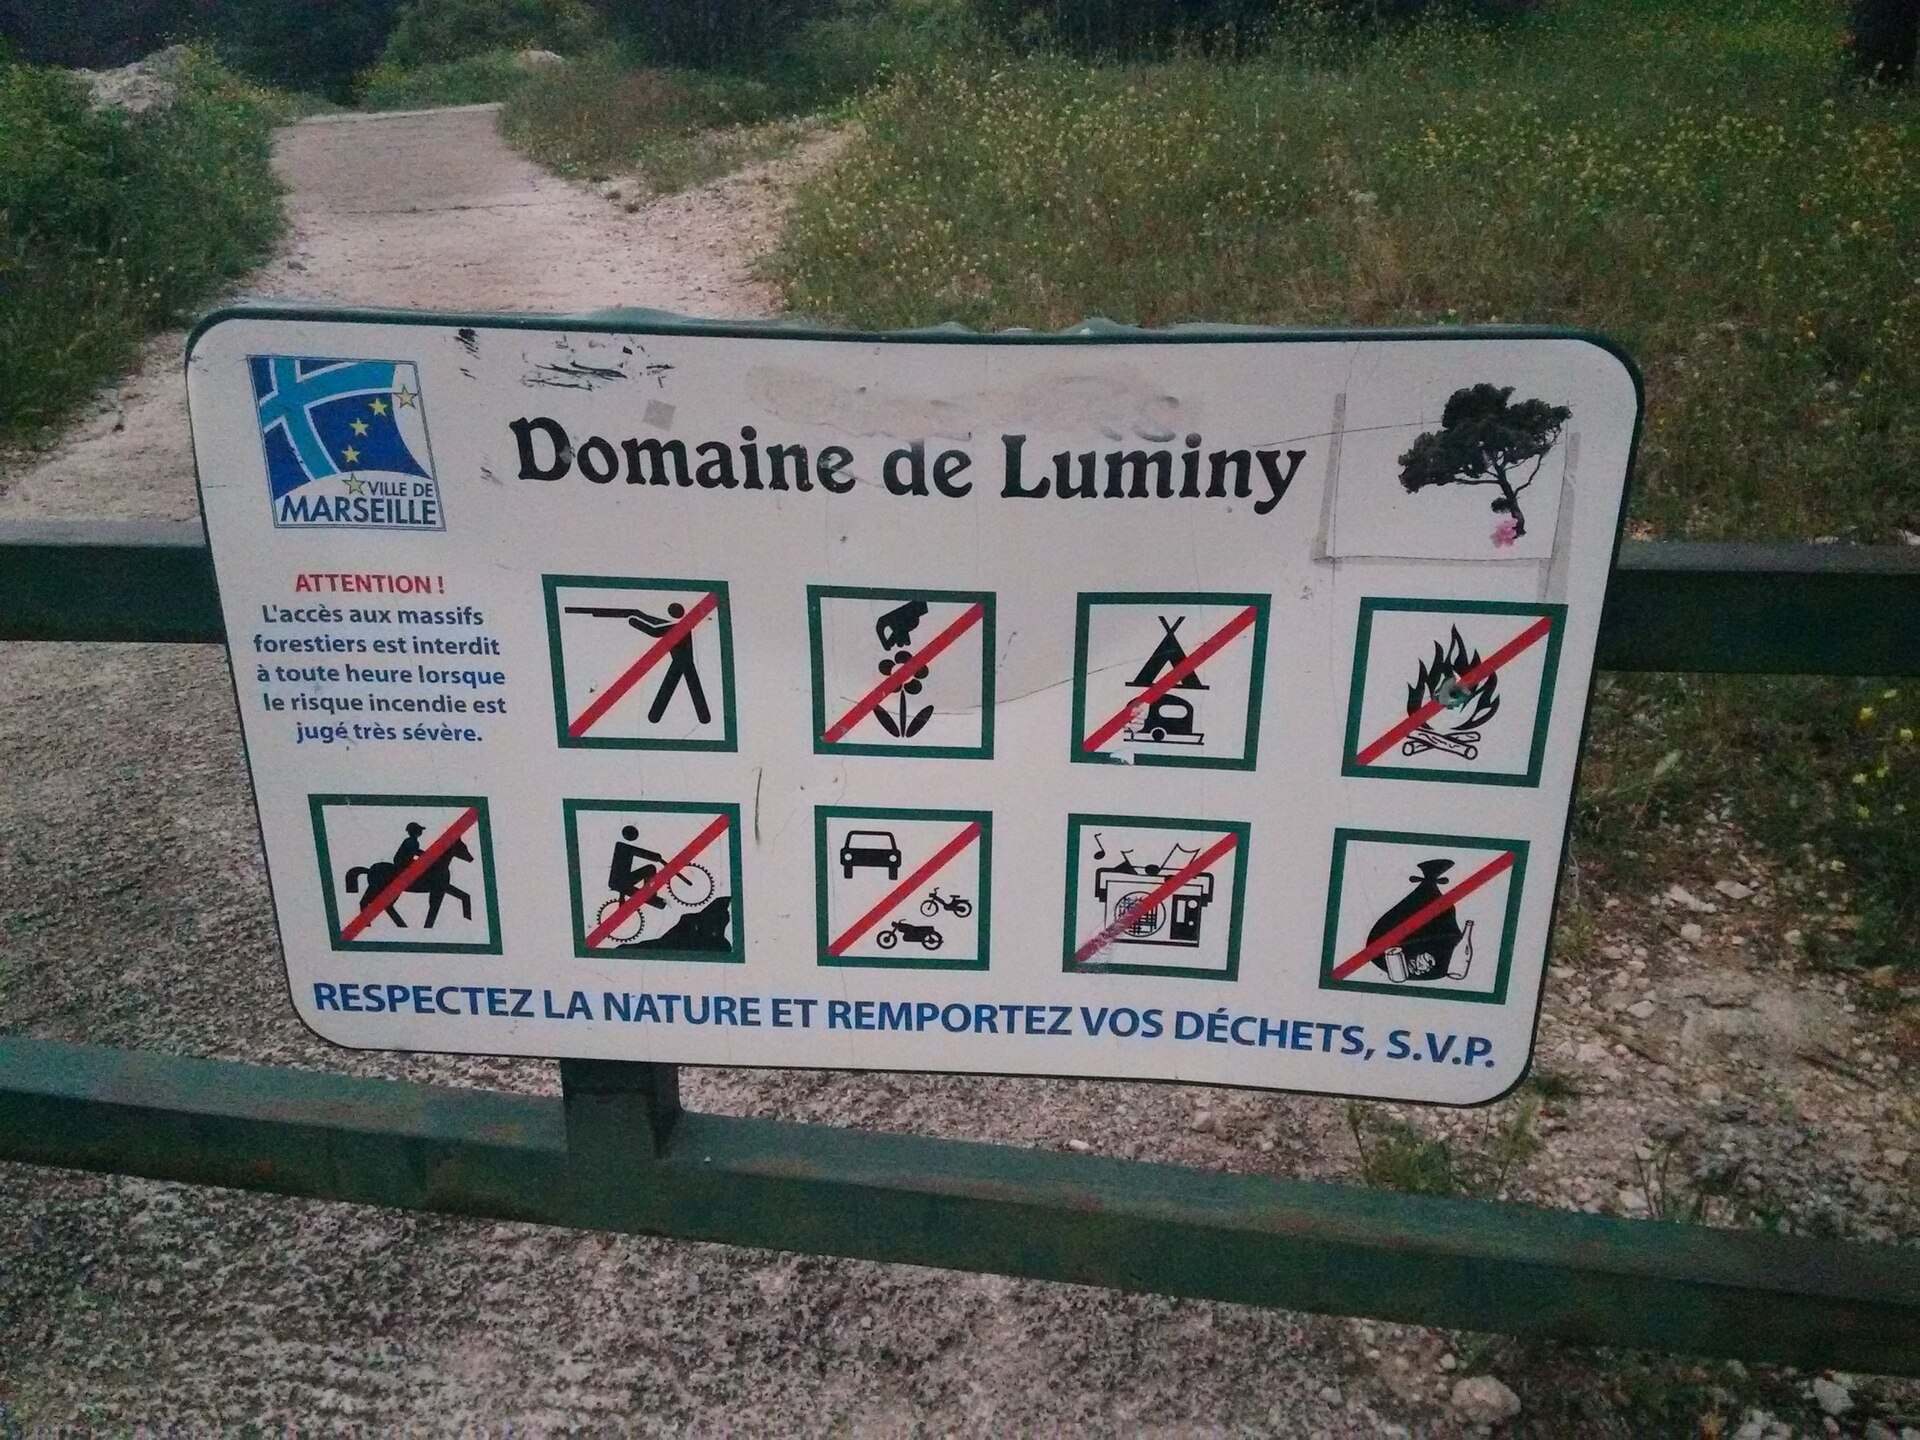 VILLE DE
MARSEILLE
Domaine de Luminy
ATTENTION !
L'accès aux massifs
forestiers est interdit
à toute heure lorsque
le risque incendie est
jugé très sévère.
RESPECTEZ LA NATURE ET REMPORTEZ VOS DÉCHETS, S.V.P.